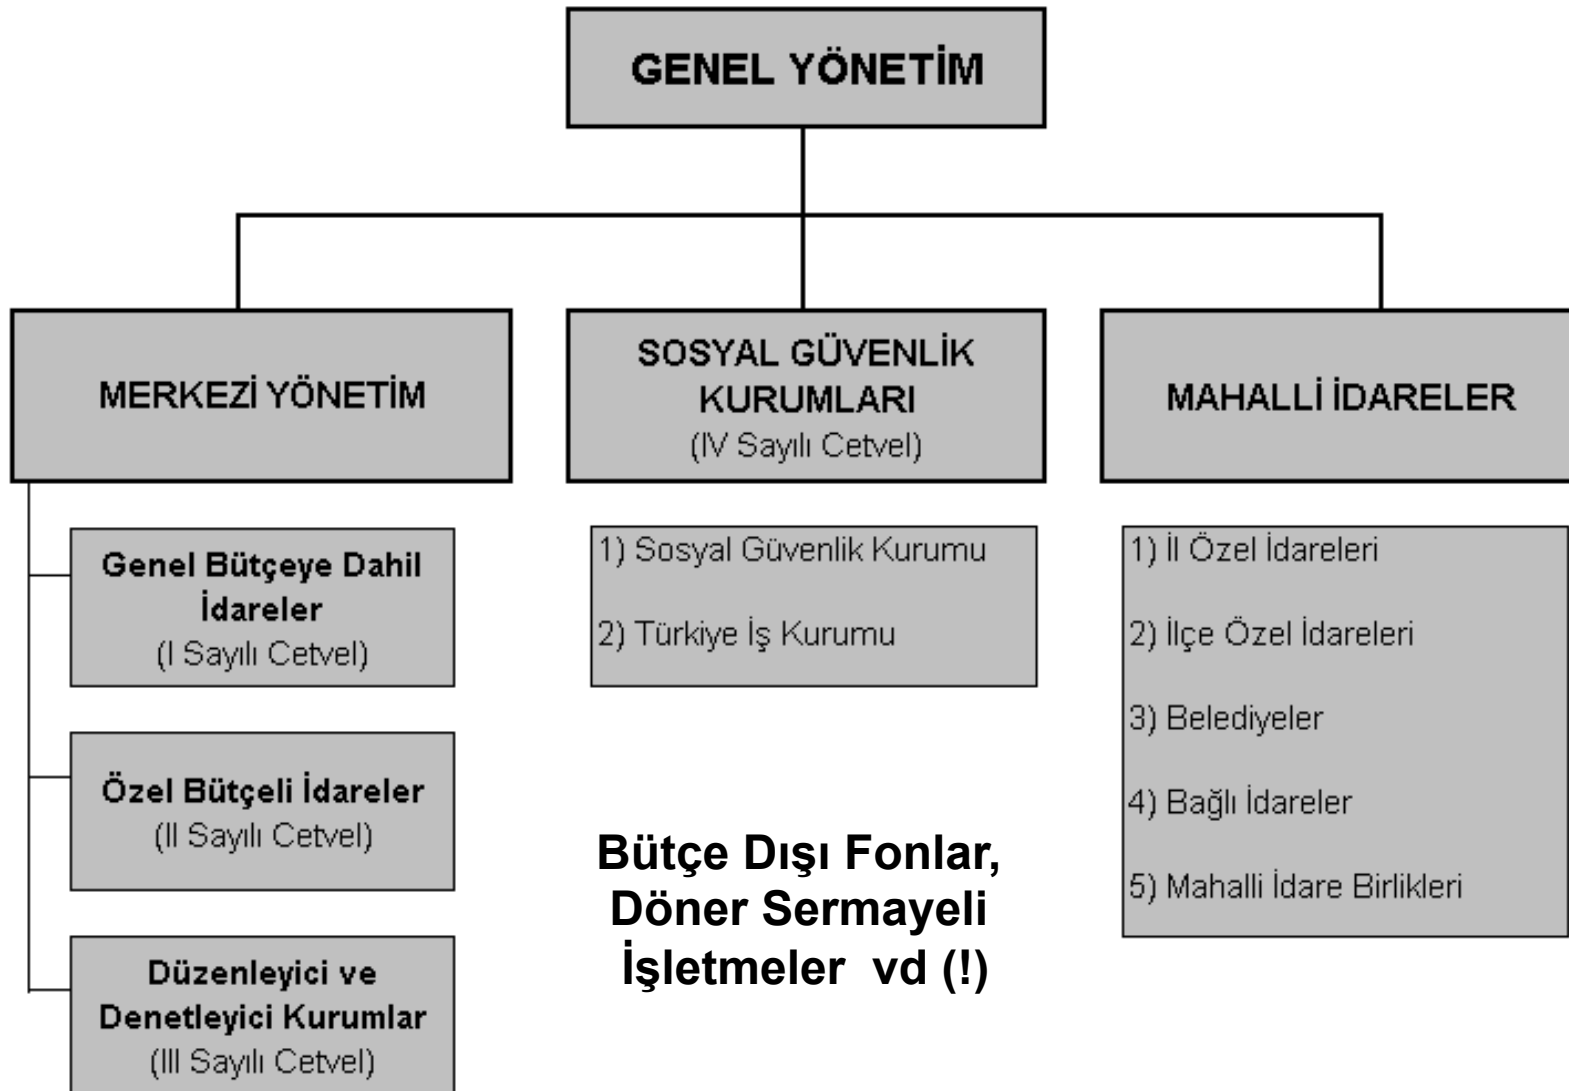 GENEL YÖNETİM
MERKEZİ YÖNETİM
SOSYAL GÜVENLİK
KURUMLARI
(IV Sayılı Cetvel)
MAHALLİ İDARELER
Genel Bütçeye Dahil
İdareler
(I Sayılı Cetvel)
Özel Bütçeli İdareler
(II Sayılı Cetvel)
Düzenleyici ve
Denetleyici Kurumlar
(III Sayılı Cetvel)
1) Sosyal Güvenlik Kurumu
2) Türkiye İş Kurumu
Bütçe Dışı Fonlar,
Döner Sermayeli
İşletmeler vd (!)
1) İl Özel İdareleri
2) İlçe Özel İdareleri
3) Belediyeler
4) Bağlı İdareler
5) Mahalli İdare Birlikleri